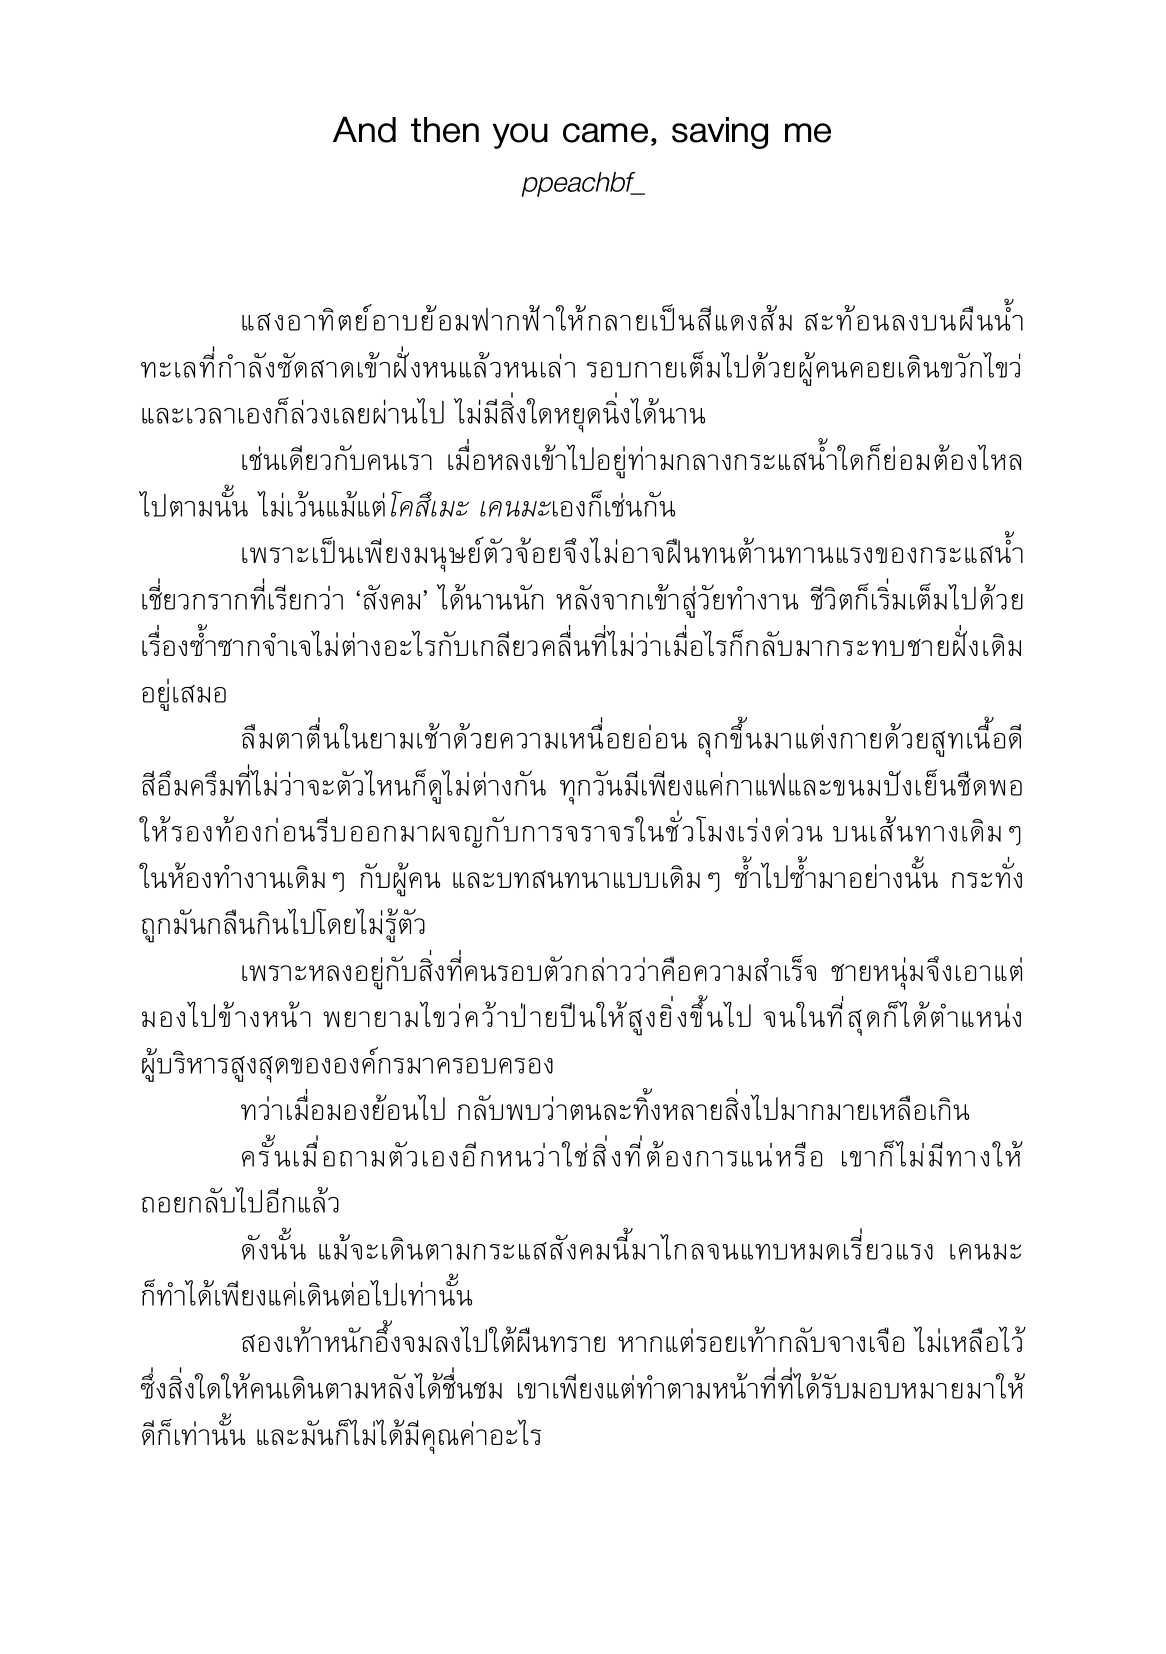 And then you came, saving me
ppeachbf_
แสงอาทิตย์อาบย้อมฟากฟ้าให้กลายเป็นสีแดงส้ม สะท้อนลงบนผืนน้ำ
ทะเลที่กำลังซัดสาดเข้าฝั่งหนแล้วหนเล่า รอบกายเต็มไปด้วยผู้คนคอยเดินขวักไขว่
และเวลาเองก็ล่วงเลยผ่านไป ไม่มีสิ่งใดหยุดนิ่งได้นาน
เช่นเดียวกับคนเรา เมื่อหลงเข้าไปอยู่ท่ามกลางกระแสน้ำใดก็ย่อมต้องไหล
ไปตามนั้น ไม่เว้นแม้แต่โคสึเมะ เคนมะเองก็เช่นกัน
เพราะเป็นเพียงมนุษย์ตัวจ้อยจึงไม่อาจฝืนทนต้านทานแรงของกระแสน้ำ
เชี่ยวกรากที่เรียกว่า ‘สังคม’ ได้นานนัก หลังจากเข้าสู่วัยทำงาน ชีวิตก็เริ่มเต็มไปด้วย
เรื่องซ้ำซากจำเจไม่ต่างอะไรกับเกลียวคลื่นที่ไม่ว่าเมื่อไรก็กลับมากระทบชายฝั่งเดิม
อยู่เสมอ
ลืมตาตื่นในยามเช้าด้วยความเหนื่อยอ่อน ลุกขึ้นมาแต่งกายด้วยสูทเนื้อดี
สีอึมครึมที่ไม่ว่าจะตัวไหนก็ดูไม่ต่างกัน ทุกวันมีเพียงแค่กาแฟและขนมปังเย็นชืดพอ
ให้รองท้องก่อนรีบออกมาผจญกับการจราจรในชั่วโมงเร่งด่วน บนเส้นทางเดิมๆ
ในห้องทำงานเดิมๆ กับผู้คน และบทสนทนาแบบเดิมๆ ซ้ำไปซ้ำมาอย่างนั้น กระทั่ง
ถูกมันกลืนกินไปโดยไม่รู้ตัว
เพราะหลงอยู่กับสิ่งที่คนรอบตัวกล่าวว่าคือความสำเร็จ ชายหนุ่มจึงเอาแต่
มองไปข้างหน้า พยายามไขว่คว้าป่ายปีนให้สูงยิ่งขึ้นไป จนในที่สุดก็ได้ตำแหน่ง
ผู้บริหารสูงสุดขององค์กรมาครอบครอง
ทว่าเมื่อมองย้อนไป กลับพบว่าตนละทิ้งหลายสิ่งไปมากมายเหลือเกิน
ครั้นเมื่อถามตัวเองอีกหนว่าใช่สิ่งที่ต้องการแน่หรือ เขาก็ไม่มีทางให้
ถอยกลับไปอีกแล้ว
ดังนั้น แม้จะเดินตามกระแสสังคมนี้มาไกลจนแทบหมดเรี่ยวแรง เคนมะ
ก็ทำได้เพียงแค่เดินต่อไปเท่านั้น
สองเท้าหนักอึ้งจมลงไปใต้ผืนทราย หากแต่รอยเท้ากลับจางเจือ ไม่เหลือไว้
ซึ่งสิ่งใดให้คนเดินตามหลังได้ชื่นชม เขาเพียงแต่ทำตามหน้าที่ที่ได้รับมอบหมายมาให้
ดีก็เท่านั้น และมันก็ไม่ได้มีคุณค่าอะไร